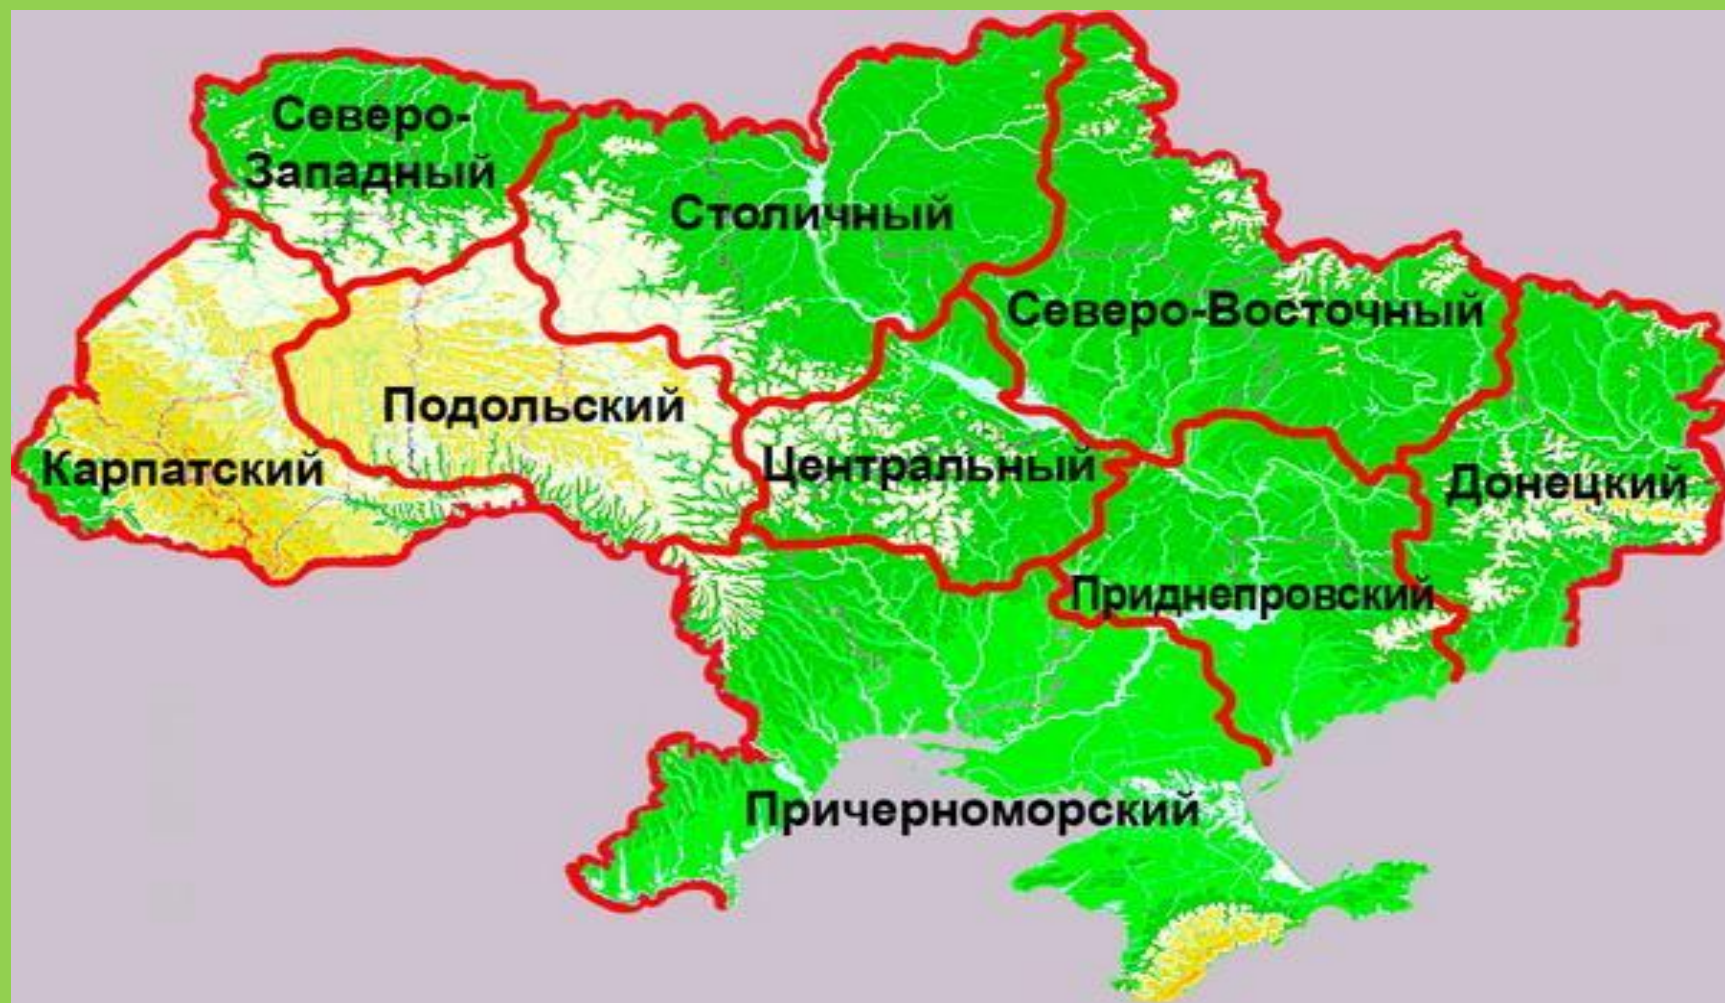 Северо-
Западный
Столичный
Северо-Восточный
Подольский
Карпатский
Центральный
Донецкий
Приднепровский
Причерноморский